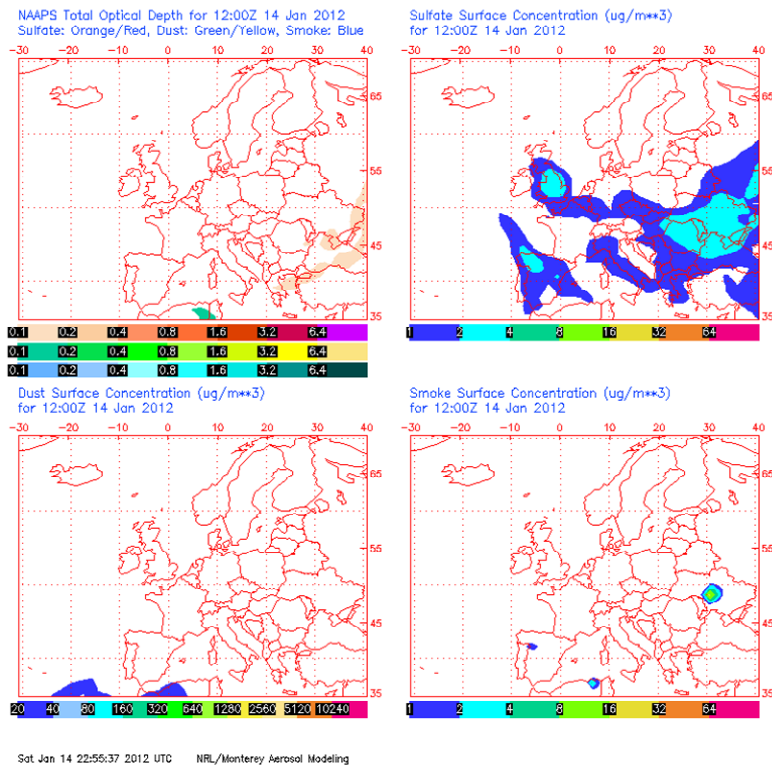 NAAPS Total Optical Depth for 12:00Z 14 Jan 2012
Sulfate: Orange/Red, Dust: Green/Yellow, Smoke: Blue
-30 -20 -10 0 10 20 30 40
65
55
45
35
0.1 0.2 0.4 0.8 1.6 3.2 6.4
0.1 0.2 0.4 0.8 1.6 3.2 6.4
0.1 0.2 0.4 0.8 1.6 3.2 6.4
Sulfate Surface Concentration (ug/m**3)
for 12:00Z 14 Jan 2012
-30 -20 -10 0 10 20 30 40
65
55
45
35
1 2 4 8 16 32 64
Dust Surface Concentration (ug/m**3)
for 12:00Z 14 Jan 2012
-30 -20 -10 0 10 20 30 40
65
55
45
35
20 40 80 160 320 640 1280 2560 5120 10240
Smoke Surface Concentration (ug/m**3)
for 12:00Z 14 Jan 2012
-30 -20 -10 0 10 20 30 40
65
55
45
35
1 2 4 8 16 32 64
Sat Jan 14 22:55:37 2012 UTC NRL/Monterey Aerosol Modeling